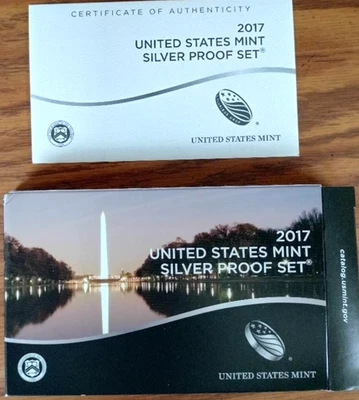 CERTIFICATE OF AUTHENTICITY
2017
UNITED STATES MINT
SILVER PROOF SET®
UNITED STATES MINT
2017
UNITED STATES MINT
SILVER PROOF SET®
UNITED STATES MINT
catalog.usmint.gov